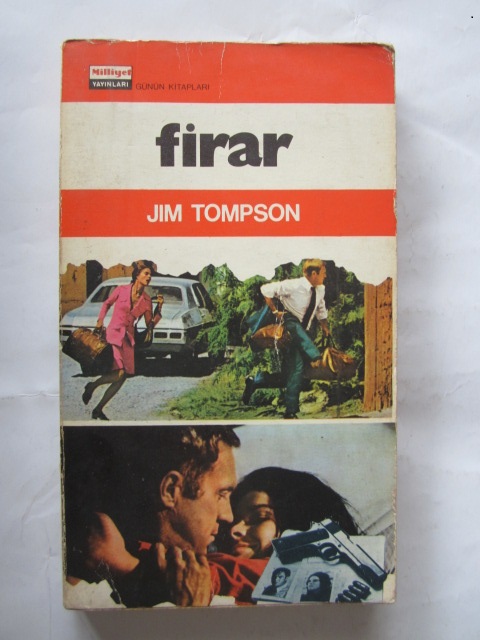 Milliyet
YAYINLARI GÜNÜN KİTAPLARI
firar
JIM TOMPSON